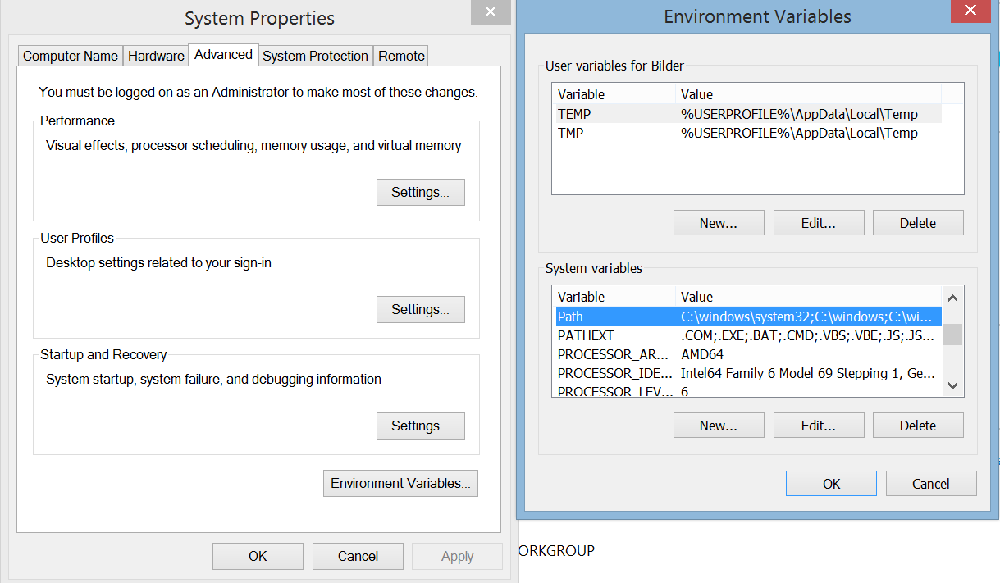 System Properties
Computer Name Hardware Advanced System Protection Remote
You must be logged on as an Administrator to make most of these changes.
Performance
Visual effects, processor scheduling, memory usage, and virtual memory
Settings...
User Profiles
Desktop settings related to your sign-in
Settings...
Startup and Recovery
System startup, system failure, and debugging information
Settings...
Environment Variables...
OK Cancel Apply
Environment Variables
User variables for Bilder
Variable Value
TEMP %USERPROFILE%\AppData\Local\Temp
TMP %USERPROFILE%\AppData\Local\Temp
New... Edit... Delete
System variables
Variable Value
Path C:\windows\system32;C:\windows;C:\wi...
PATHEXT .COM;.EXE;.BAT;.CMD;.VBS;.VBE;.JS;.JS...
PROCESSOR_AR... AMD64
PROCESSOR_IDE... Intel64 Family 6 Model 69 Stepping 1, Ge...
PROCESSOR_LEV... 6
New... Edit... Delete
OK Cancel
ORKGROUP